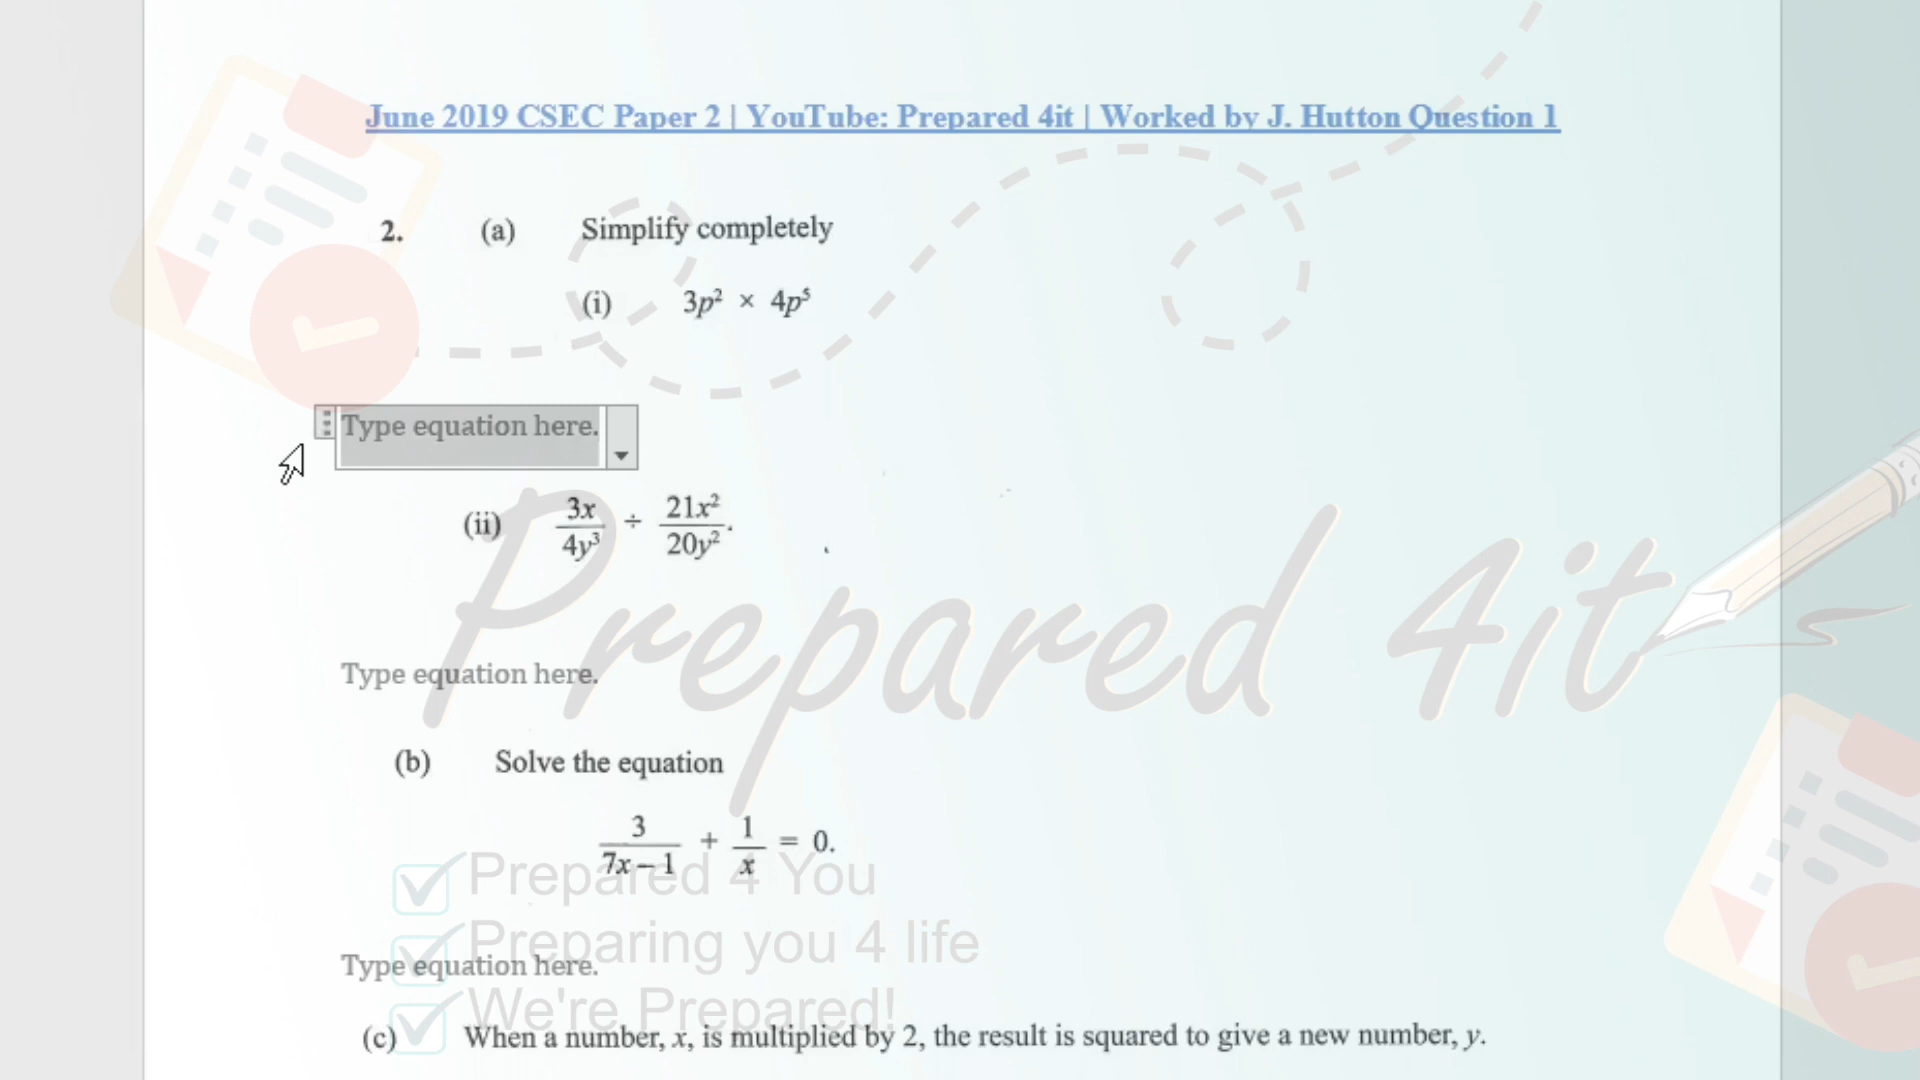 June 2019 CSEC Paper 2 | YouTube: Prepared 4it | Worked by J. Hutton Question 1
2. (a) Simplify completely
(i) 3p² × 4p⁵
Type equation here.
(ii) 3x/4y³ ÷ 21x²/20y².
Prepared 4it
Type equation here.
(b) Solve the equation
3/(7x – 1) + 1/x = 0.
Prepared 4 You
Preparing you 4 life
Type equation here.
We're Prepared!
(c) When a number, x, is multiplied by 2, the result is squared to give a new number, y.